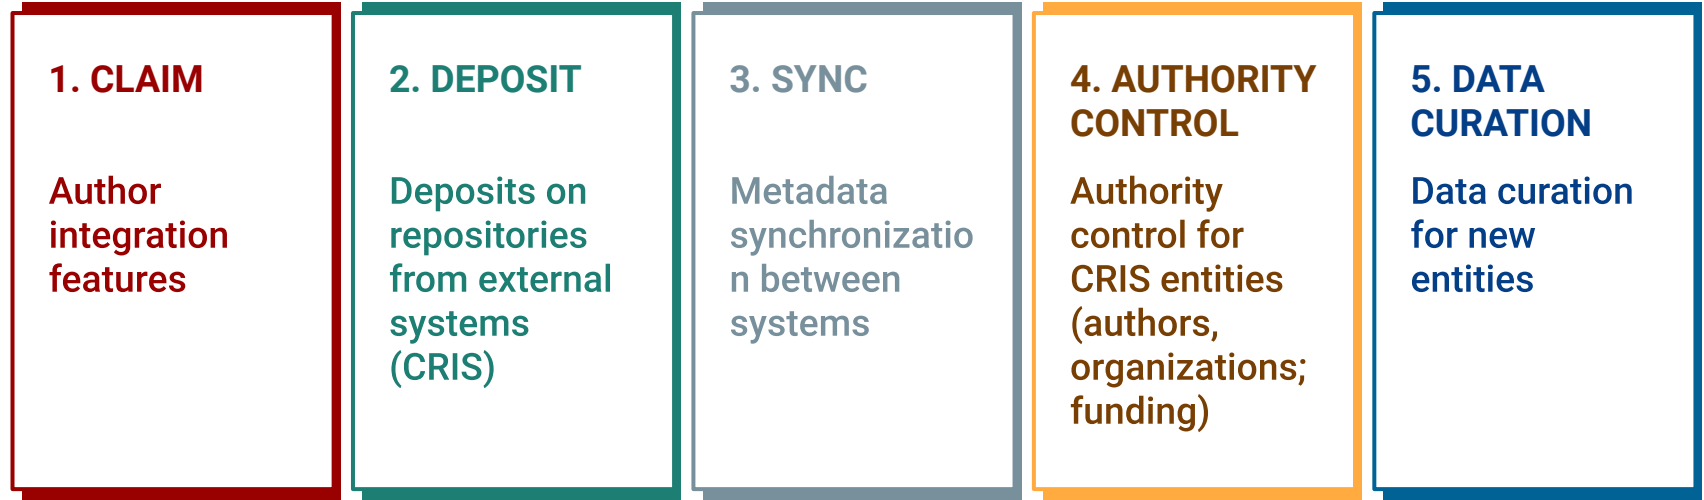 1. CLAIM
Author
integration
features
2. DEPOSIT
Deposits on
repositories
from external
systems
(CRIS)
3. SYNC
Metadata
synchronizatio
n between
systems
4. AUTHORITY
CONTROL
Authority
control for
CRIS entities
(authors,
organizations;
funding)
5. DATA
CURATION
Data curation
for new
entities